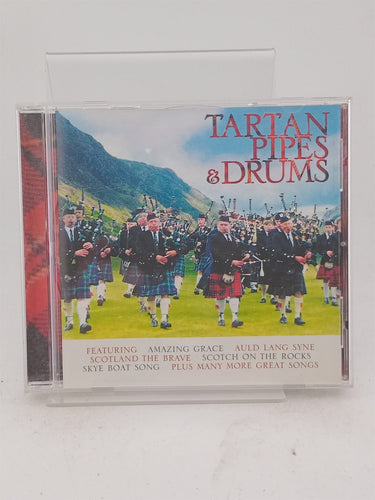 TARTAN
PIPES
& DRUMS
FEATURING AMAZING GRACE AULD LANG SYNE
SCOTLAND THE BRAVE SCOTCH ON THE ROCKS
SKYE BOAT SONG PLUS MANY MORE GREAT SONGS